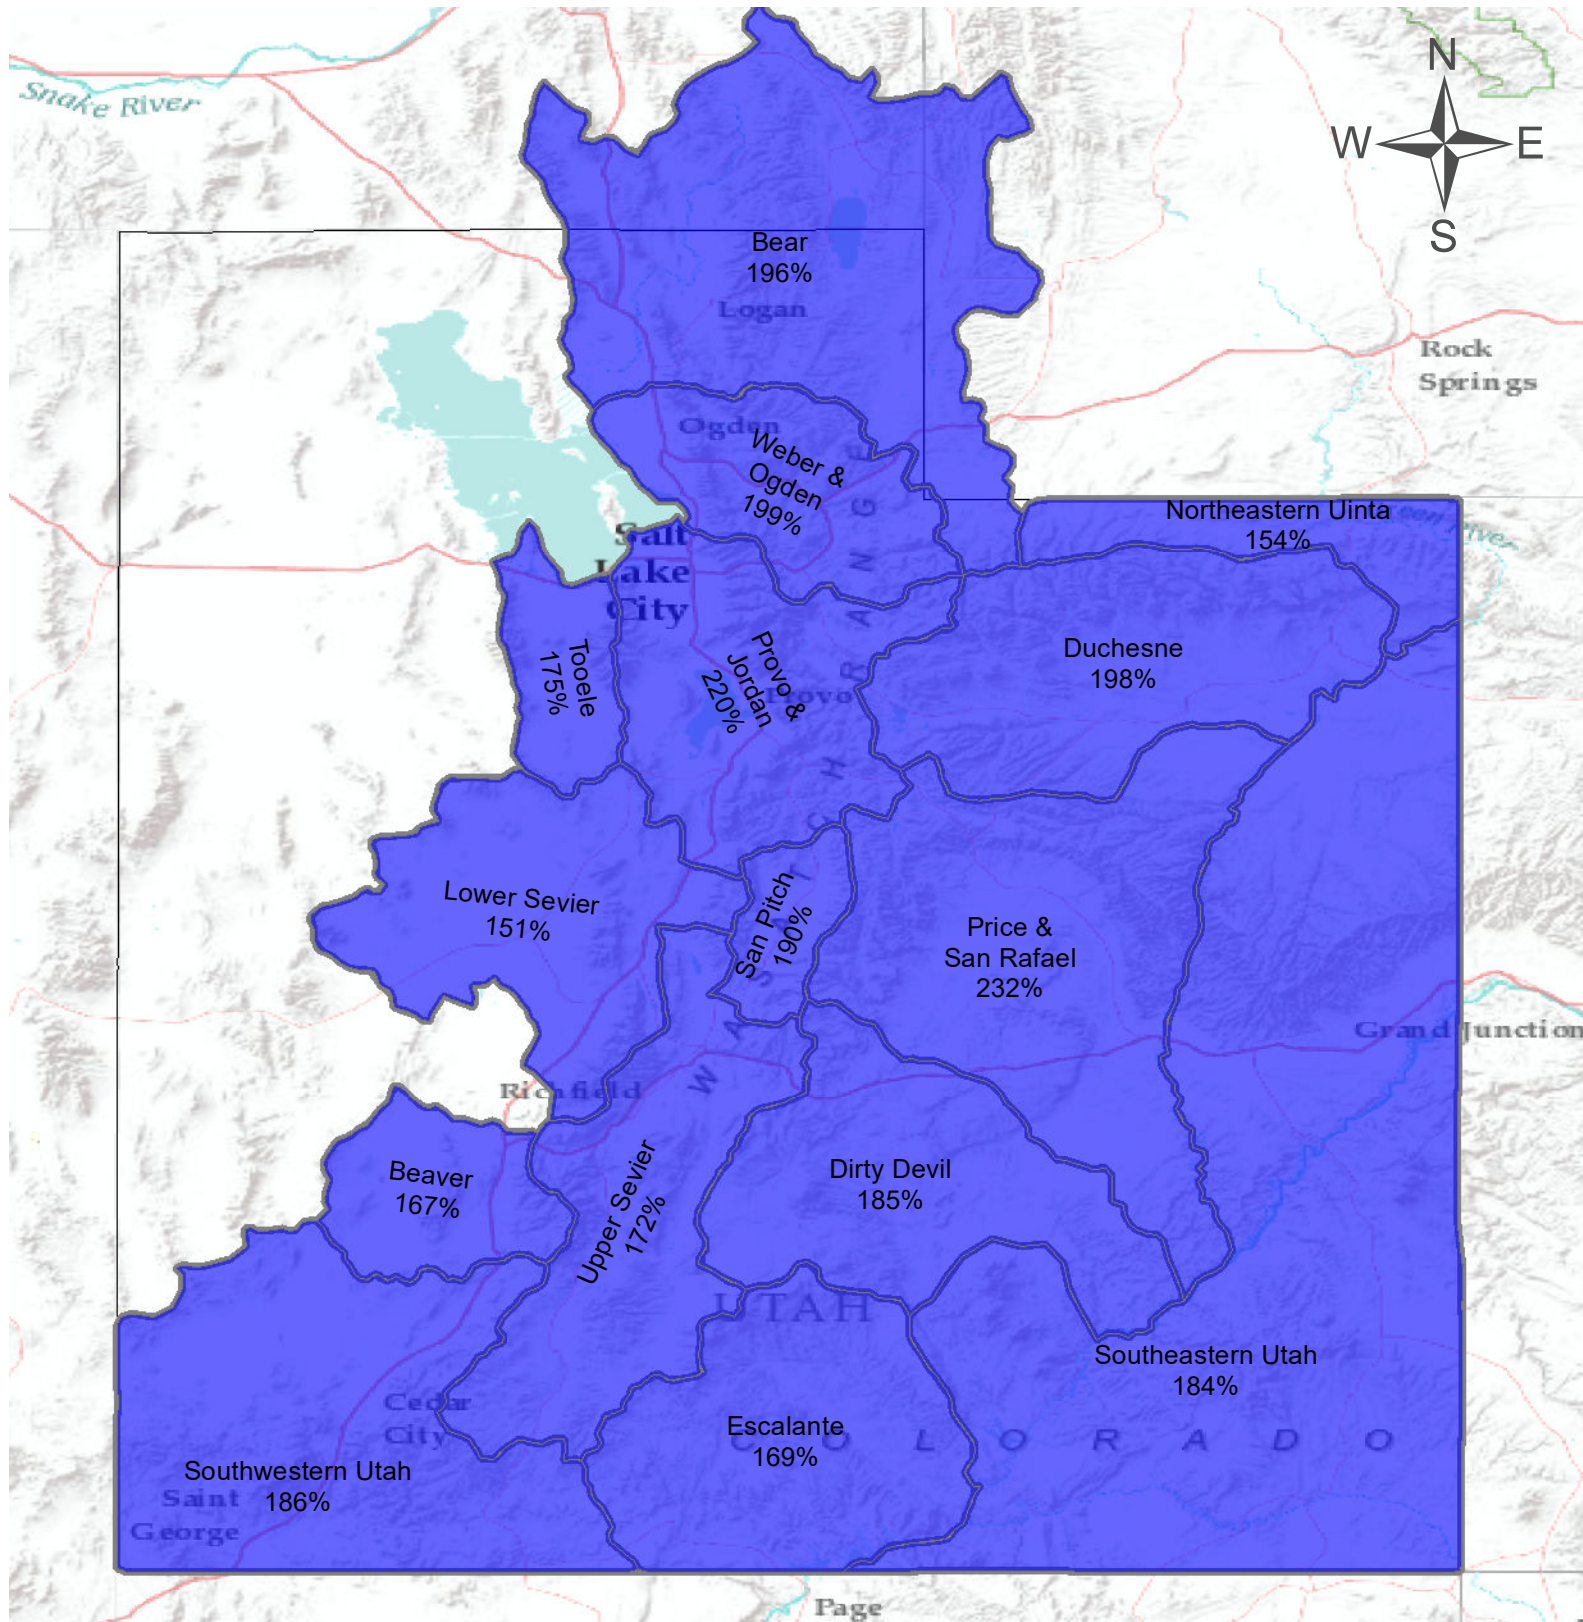 N
W
E
S
Snake River
Bear
196%
Logan
Rock
Springs
Ogden
Weber &
Ogden
199%
Northeastern Uinta
154%
Salt
Lake
City
Tooele
175%
Provo &
Jordan
220%
Provo
Duchesne
198%
WASATCH RANGE
Lower Sevier
151%
San Pitch
190%
Price &
San Rafael
232%
Grand Junction
Richfield
Beaver
167%
Upper Sevier
172%
Dirty Devil
185%
UTAH
Southeastern Utah
184%
Cedar
City
Escalante
169%
COLORADO
Southwestern Utah
186%
Saint
George
Page